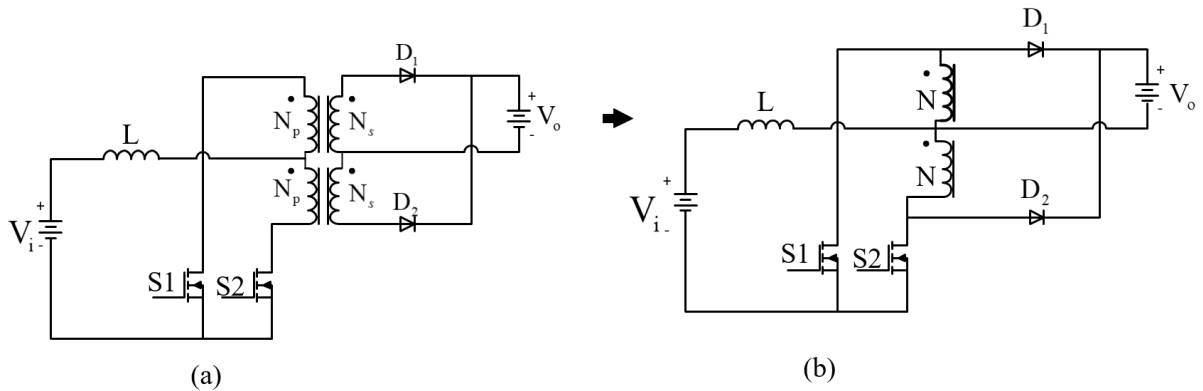 D₁
+
Vₒ
-
Nₚ
Nₛ
L
Nₚ
Nₛ
D₂
+
Vᵢ
-
S1
S2
(a)
D₁
+
Vₒ
-
N
L
N
D₂
+
Vᵢ
-
S1
S2
(b)